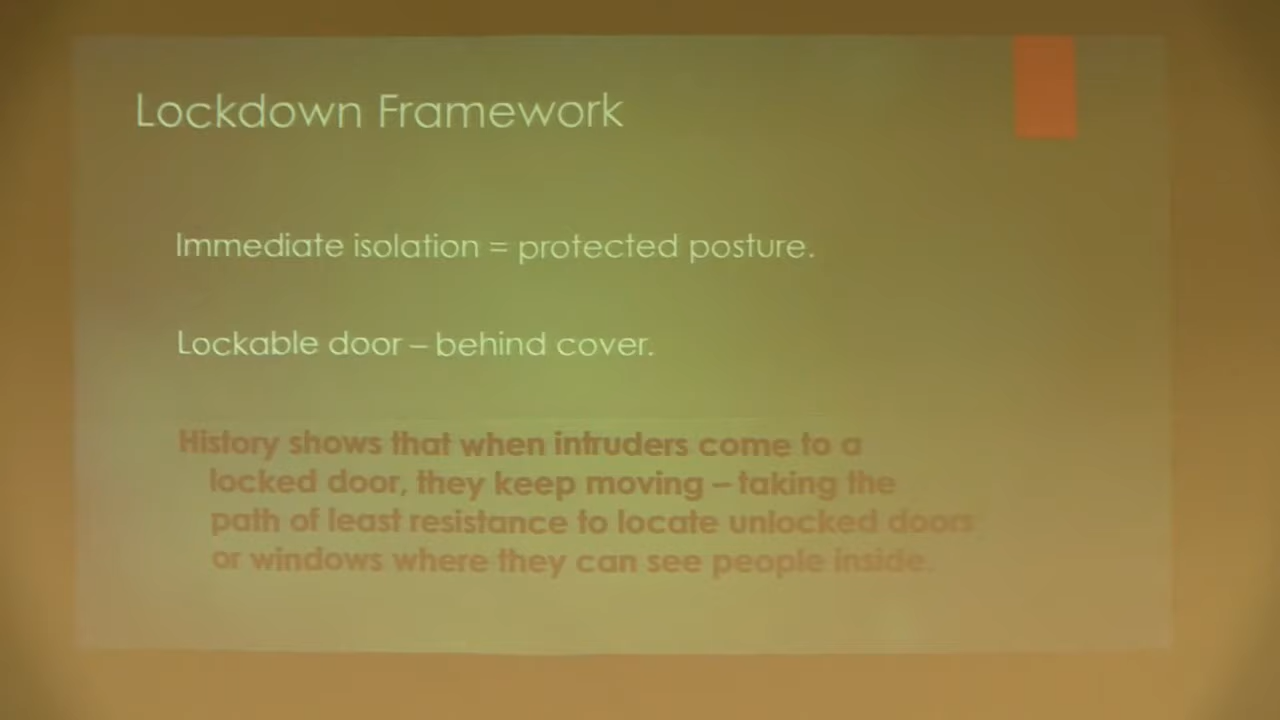 Lockdown Framework
Immediate isolation = protected posture.
Lockable door – behind cover.
History shows that when intruders come to a
locked door, they keep moving – taking the
path of least resistance to locate unlocked doors
or windows where they can see people inside.